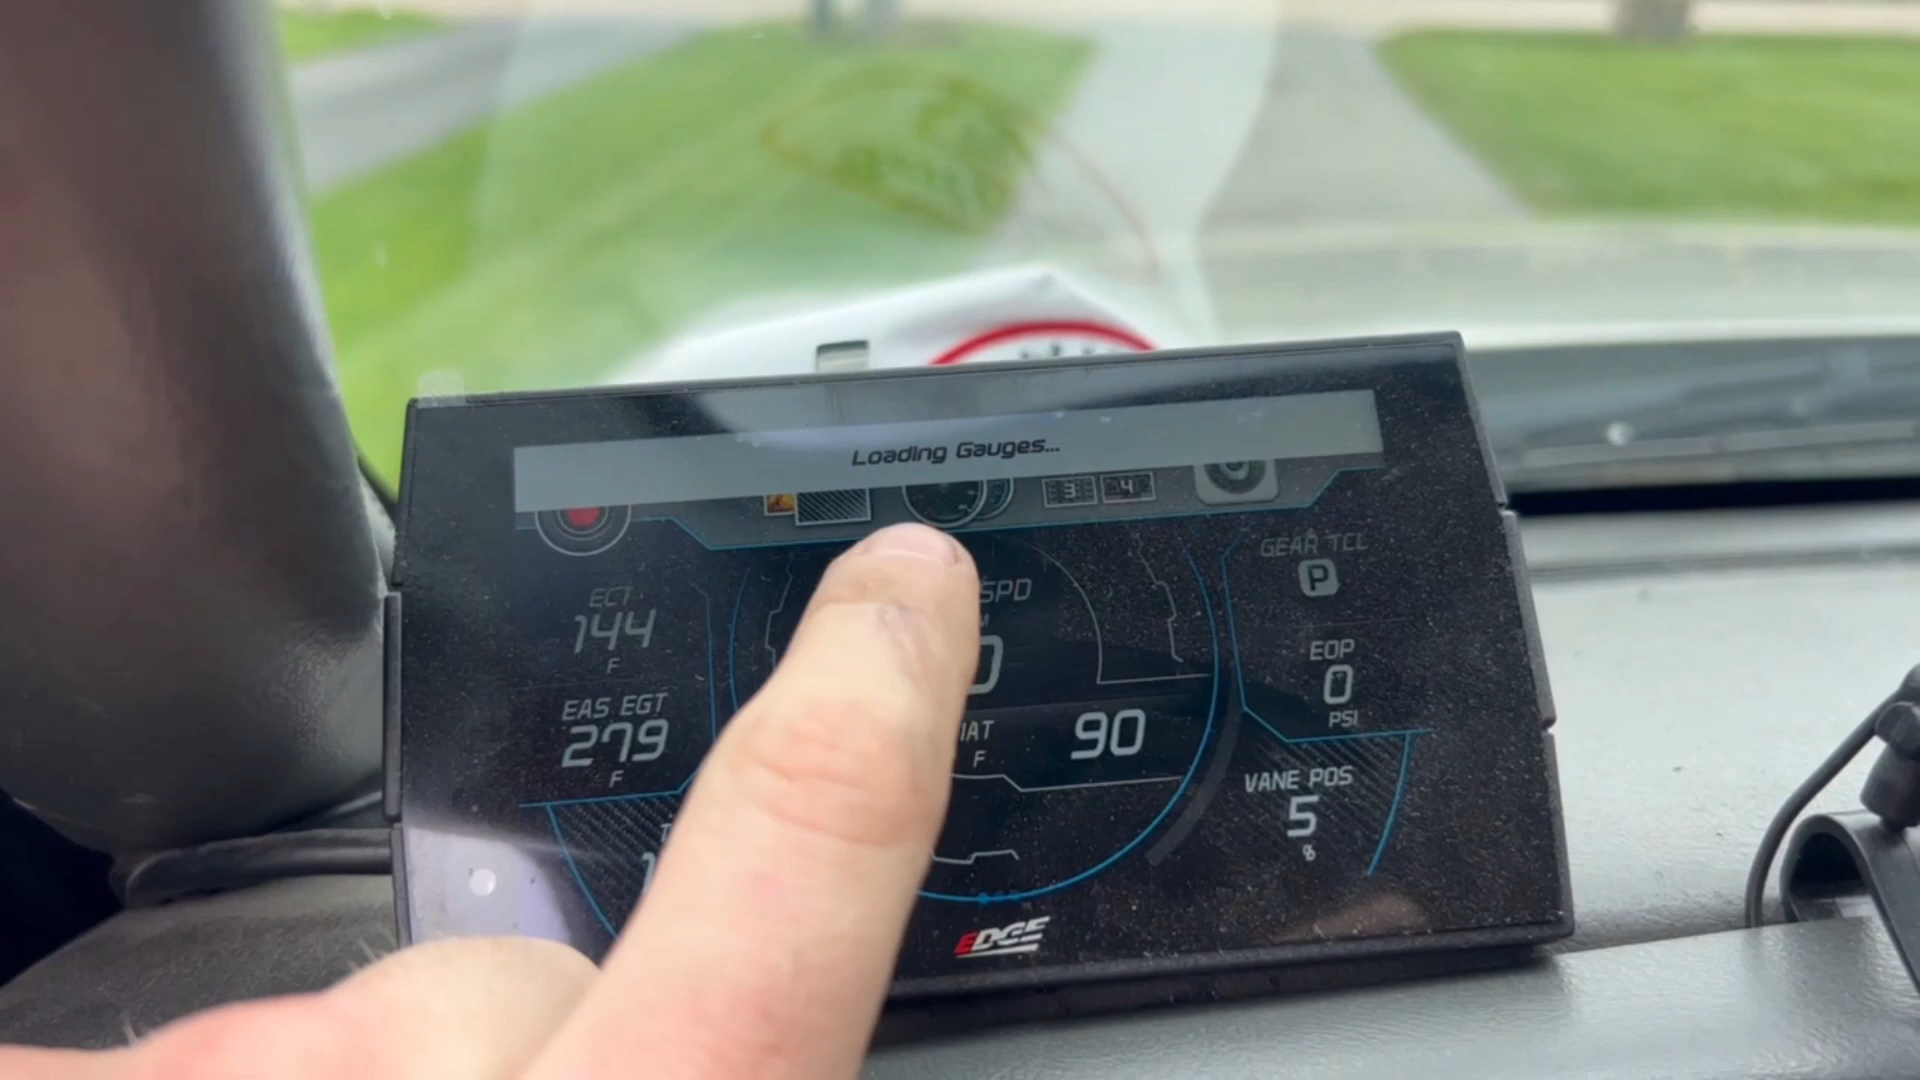 Loading Gauges...
3 4
GEAR TCC
P
ECT
144
F
SPD
EOP
0
PSI
EAS EGT
279
F
IAT
F
90
VANE POS
5
%
EDGE